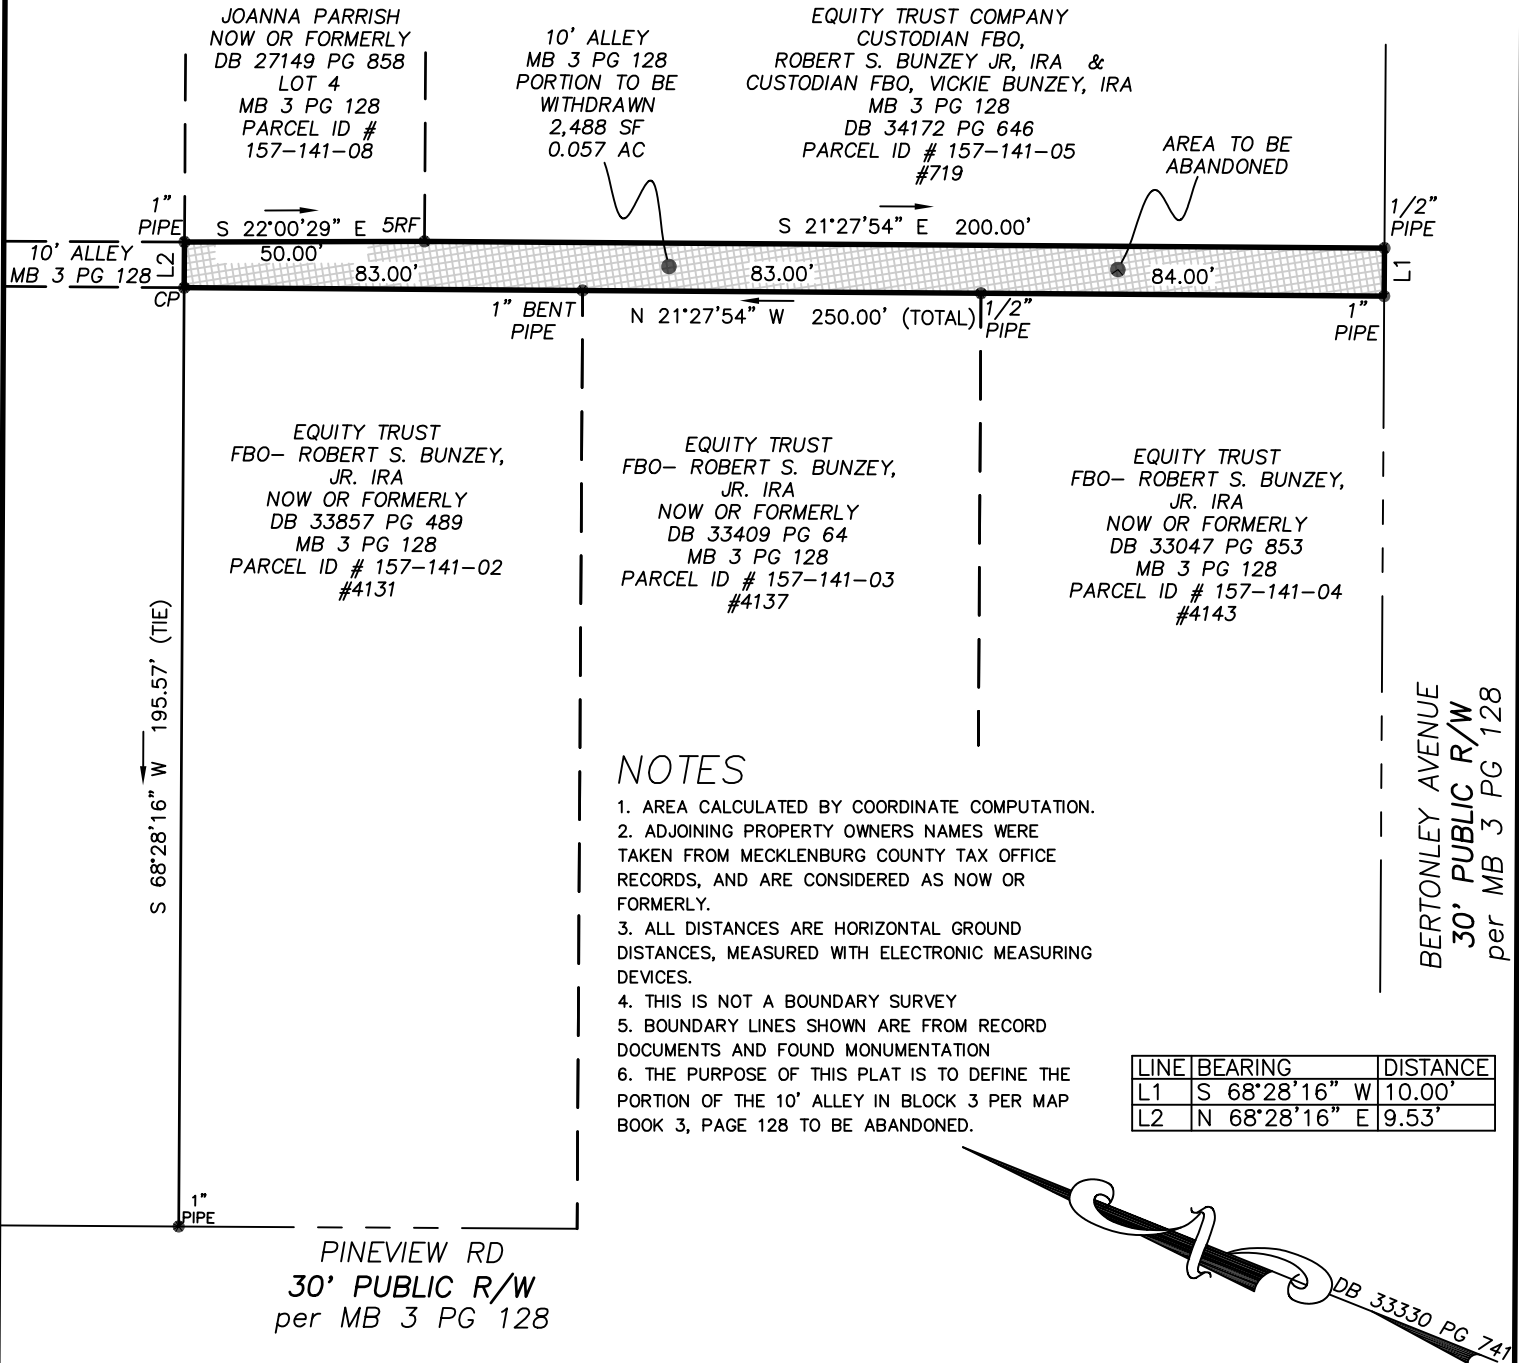 JOANNA PARRISH
NOW OR FORMERLY
DB 27149 PG 858
LOT 4
MB 3 PG 128
PARCEL ID #
157-141-08
10' ALLEY
MB 3 PG 128
PORTION TO BE
WITHDRAWN
2,488 SF
0.057 AC
EQUITY TRUST COMPANY
CUSTODIAN FBO,
ROBERT S. BUNZEY JR, IRA &
CUSTODIAN FBO, VICKIE BUNZEY, IRA
MB 3 PG 128
DB 34172 PG 646
PARCEL ID # 157-141-05
#719
AREA TO BE
ABANDONED
1"
PIPE
S 22°00'29" E
5RF
S 21°27'54" E 200.00'
1/2"
PIPE
10' ALLEY
MB 3 PG 128
L2
50.00'
83.00'
83.00'
84.00'
L1
CP
1" BENT
PIPE
N 21°27'54" W 250.00' (TOTAL)
1/2"
PIPE
1"
PIPE
EQUITY TRUST
FBO- ROBERT S. BUNZEY,
JR. IRA
NOW OR FORMERLY
DB 33857 PG 489
MB 3 PG 128
PARCEL ID # 157-141-02
#4131
EQUITY TRUST
FBO- ROBERT S. BUNZEY,
JR. IRA
NOW OR FORMERLY
DB 33409 PG 64
MB 3 PG 128
PARCEL ID # 157-141-03
#4137
EQUITY TRUST
FBO- ROBERT S. BUNZEY,
JR. IRA
NOW OR FORMERLY
DB 33047 PG 853
MB 3 PG 128
PARCEL ID # 157-141-04
#4143
S 68°28'16" W 195.57' (TIE)
BERTONLEY AVENUE
30' PUBLIC R/W
per MB 3 PG 128
NOTES
1. AREA CALCULATED BY COORDINATE COMPUTATION.
2. ADJOINING PROPERTY OWNERS NAMES WERE
TAKEN FROM MECKLENBURG COUNTY TAX OFFICE
RECORDS, AND ARE CONSIDERED AS NOW OR
FORMERLY.
3. ALL DISTANCES ARE HORIZONTAL GROUND
DISTANCES, MEASURED WITH ELECTRONIC MEASURING
DEVICES.
4. THIS IS NOT A BOUNDARY SURVEY
5. BOUNDARY LINES SHOWN ARE FROM RECORD
DOCUMENTS AND FOUND MONUMENTATION
6. THE PURPOSE OF THIS PLAT IS TO DEFINE THE
PORTION OF THE 10' ALLEY IN BLOCK 3 PER MAP
BOOK 3, PAGE 128 TO BE ABANDONED.
LINE BEARING DISTANCE
L1 S 68°28'16" W 10.00'
L2 N 68°28'16" E 9.53'
1"
PIPE
PINEVIEW RD
30' PUBLIC R/W
per MB 3 PG 128
DB 33330 PG 741